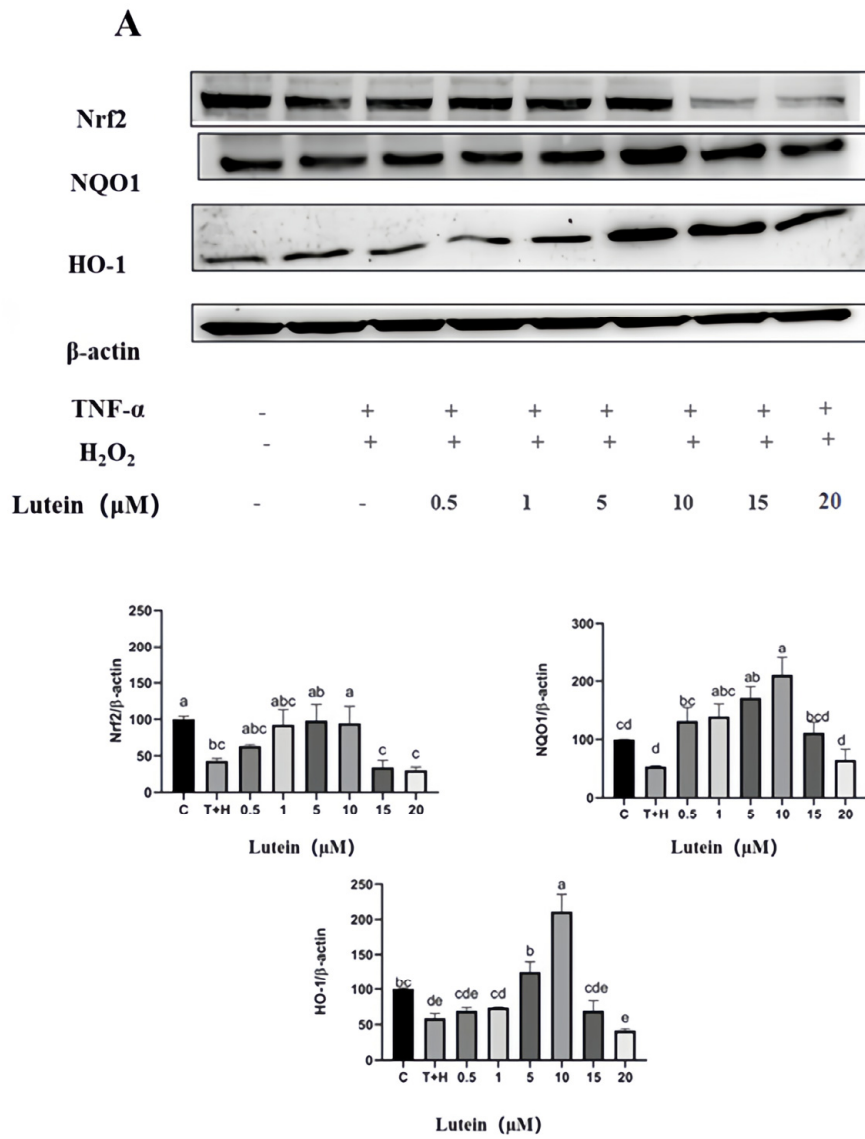 A
Nrf2
NQO1
HO-1
β-actin
TNF-α - + + + + + + +
H₂O₂ - + + + + + + +
Lutein (μM) - - 0.5 1 5 10 15 20
Nrf2/β-actin
250
200
150
100
50
0
a bc abc abc ab a c c
C T+H 0.5 1 5 10 15 20
Lutein (μM)
NQO1/β-actin
300
200
100
0
cd d bc abc ab a bcd d
C T+H 0.5 1 5 10 15 20
Lutein (μM)
HO-1/β-actin
250
200
150
100
50
0
bc de cde cd b a cde e
C T+H 0.5 1 5 10 15 20
Lutein (μM)